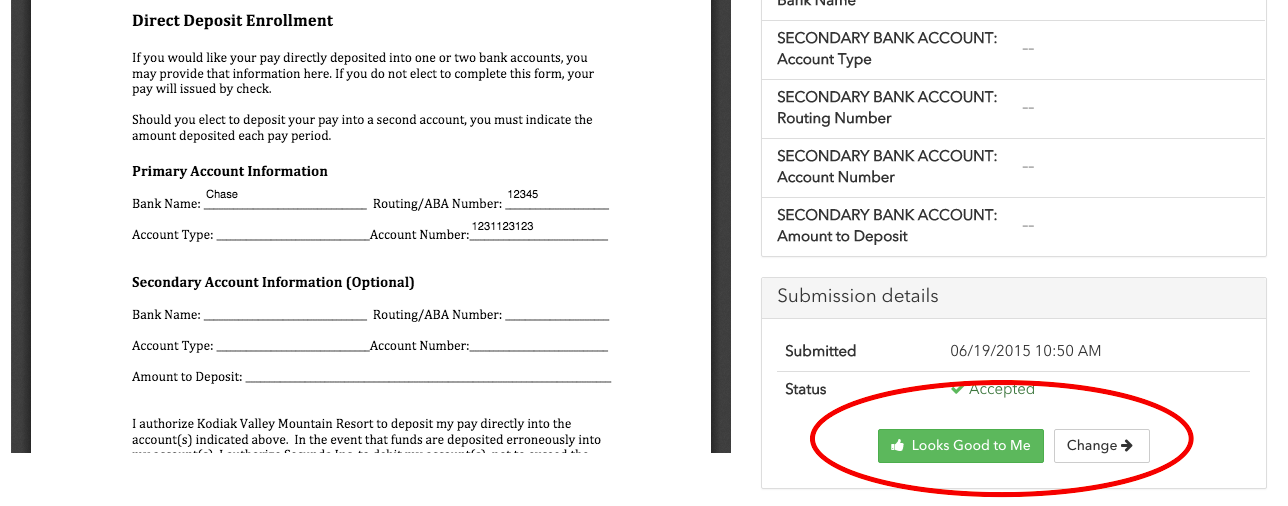 Direct Deposit Enrollment
If you would like your pay directly deposited into one or two bank accounts, you
may provide that information here. If you do not elect to complete this form, your
pay will issued by check.
Should you elect to deposit your pay into a second account, you must indicate the
amount deposited each pay period.
Primary Account Information
Bank Name: Chase Routing/ABA Number: 12345
Account Type: Account Number: 1231123123
Secondary Account Information (Optional)
Bank Name: Routing/ABA Number:
Account Type: Account Number:
Amount to Deposit:
I authorize Kodiak Valley Mountain Resort to deposit my pay directly into the
account(s) indicated above. In the event that funds are deposited erroneously into
Bank Name
SECONDARY BANK ACCOUNT: --
Account Type
SECONDARY BANK ACCOUNT: --
Routing Number
SECONDARY BANK ACCOUNT: --
Account Number
SECONDARY BANK ACCOUNT: --
Amount to Deposit
Submission details
Submitted 06/19/2015 10:50 AM
Status Accepted
Looks Good to Me Change